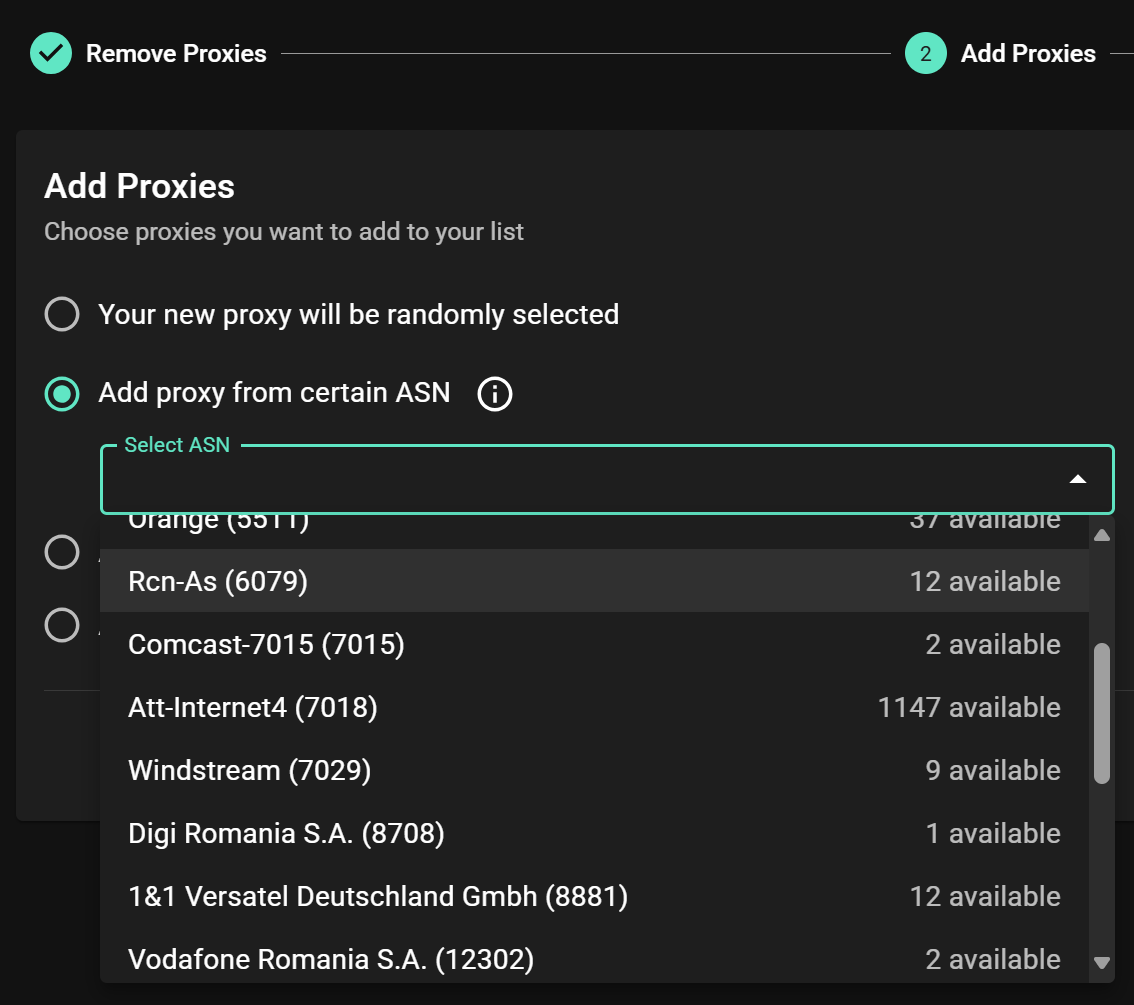 Remove Proxies
2 Add Proxies
Add Proxies
Choose proxies you want to add to your list
Your new proxy will be randomly selected
Add proxy from certain ASN
Select ASN
Orange (5511) 37 available
Rcn-As (6079) 12 available
Comcast-7015 (7015) 2 available
Att-Internet4 (7018) 1147 available
Windstream (7029) 9 available
Digi Romania S.A. (8708) 1 available
1&1 Versatel Deutschland Gmbh (8881) 12 available
Vodafone Romania S.A. (12302) 2 available